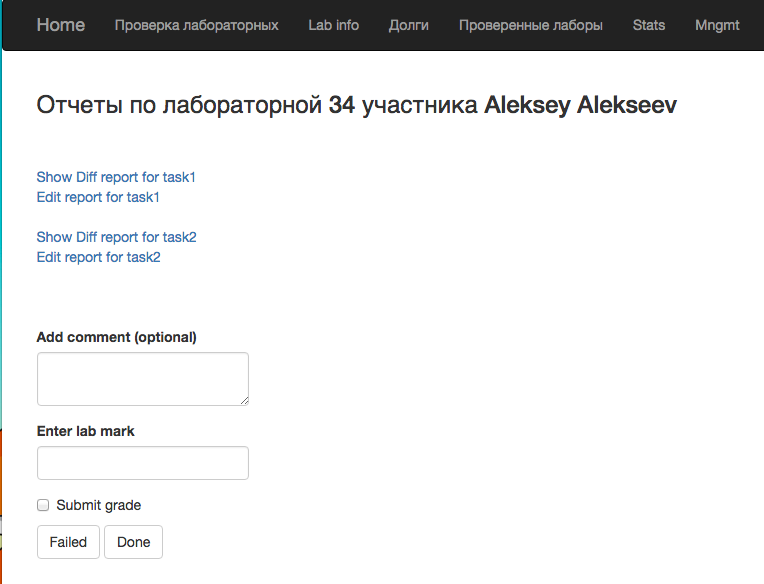 Home Проверка лабораторных Lab info Долги Проверенные лаборы Stats Mngmt
Отчеты по лабораторной 34 участника Aleksey Alekseev
Show Diff report for task1
Edit report for task1
Show Diff report for task2
Edit report for task2
Add comment (optional)
Enter lab mark
Submit grade
Failed Done